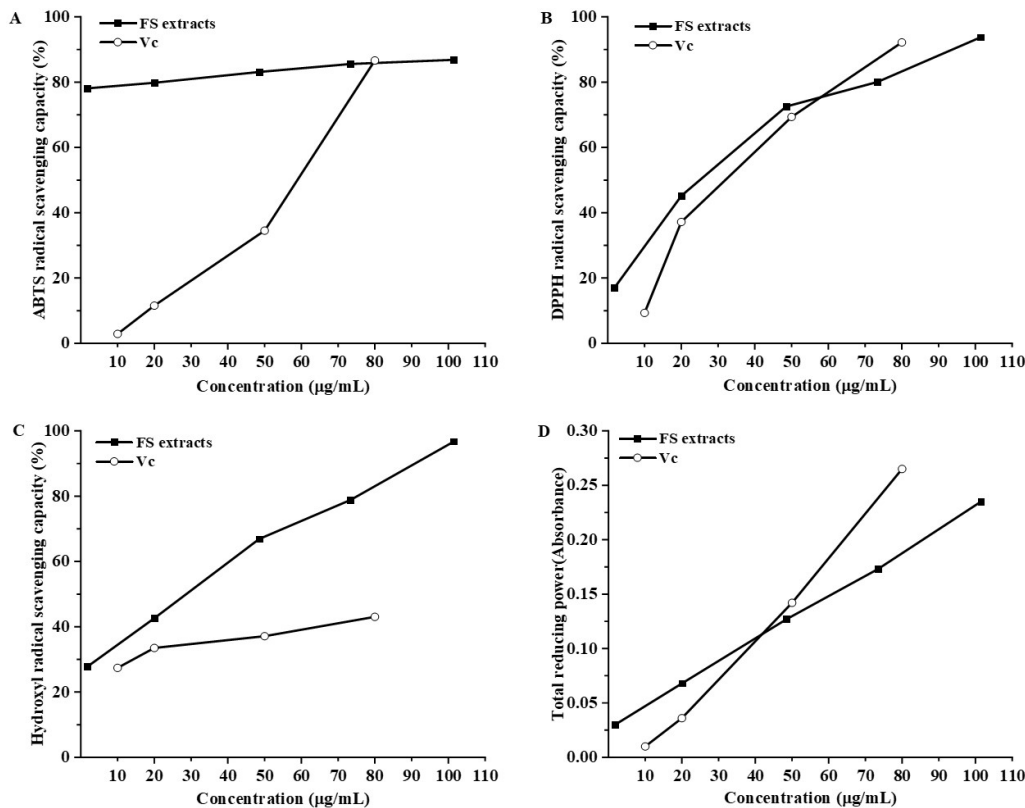 A
FS extracts
Vc
ABTS radical scavenging capacity (%)
100
80
60
40
20
0
10 20 30 40 50 60 70 80 90 100 110
Concentration (μg/mL)
B
FS extracts
Vc
DPPH radical scavenging capacity (%)
100
80
60
40
20
0
10 20 30 40 50 60 70 80 90 100 110
Concentration (μg/mL)
C
FS extracts
Vc
Hydroxyl radical scavenging capacity (%)
100
80
60
40
20
0
10 20 30 40 50 60 70 80 90 100 110
Concentration (μg/mL)
D
FS extracts
Vc
Total reducing power(Absorbance)
0.30
0.25
0.20
0.15
0.10
0.05
0.00
10 20 30 40 50 60 70 80 90 100 110
Concentration (μg/mL)